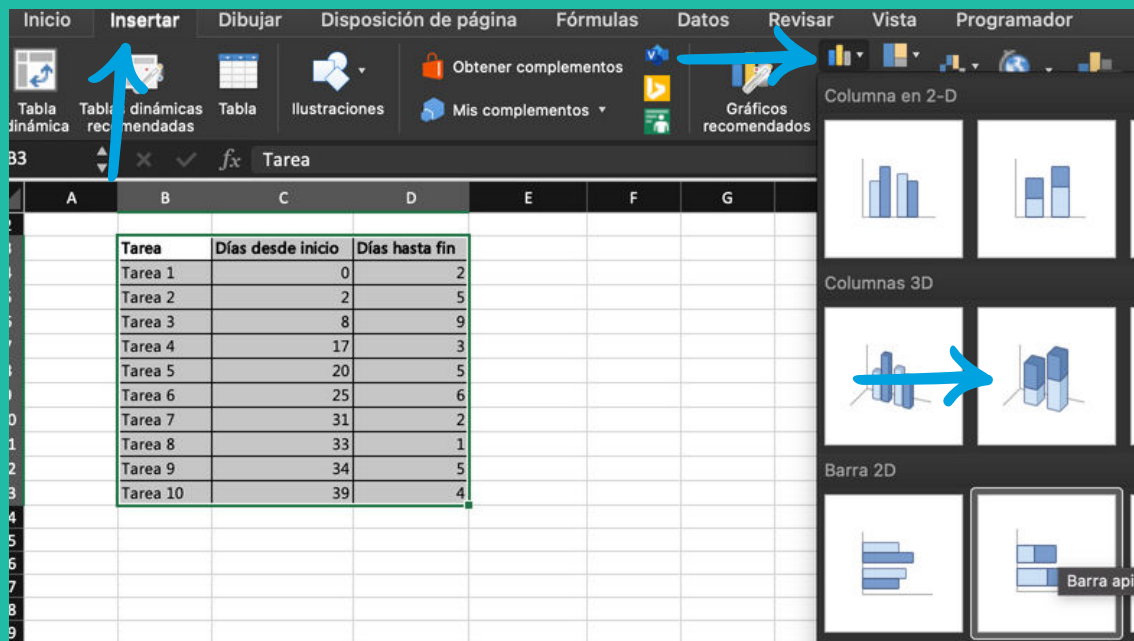 Inicio Insertar Dibujar Disposición de página Fórmulas Datos Revisar Vista Programador
Tabla dinámica
Tablas dinámicas recomendadas
Tabla
Ilustraciones
Obtener complementos
Mis complementos
Gráficos recomendados
fx Tarea
A B C D E F G
Tarea Días desde inicio Días hasta fin
Tarea 1 0 2
Tarea 2 2 5
Tarea 3 8 9
Tarea 4 17 3
Tarea 5 20 5
Tarea 6 25 6
Tarea 7 31 2
Tarea 8 33 1
Tarea 9 34 5
Tarea 10 39 4
Columna en 2-D
Columnas 3D
Barra 2D
Barra api